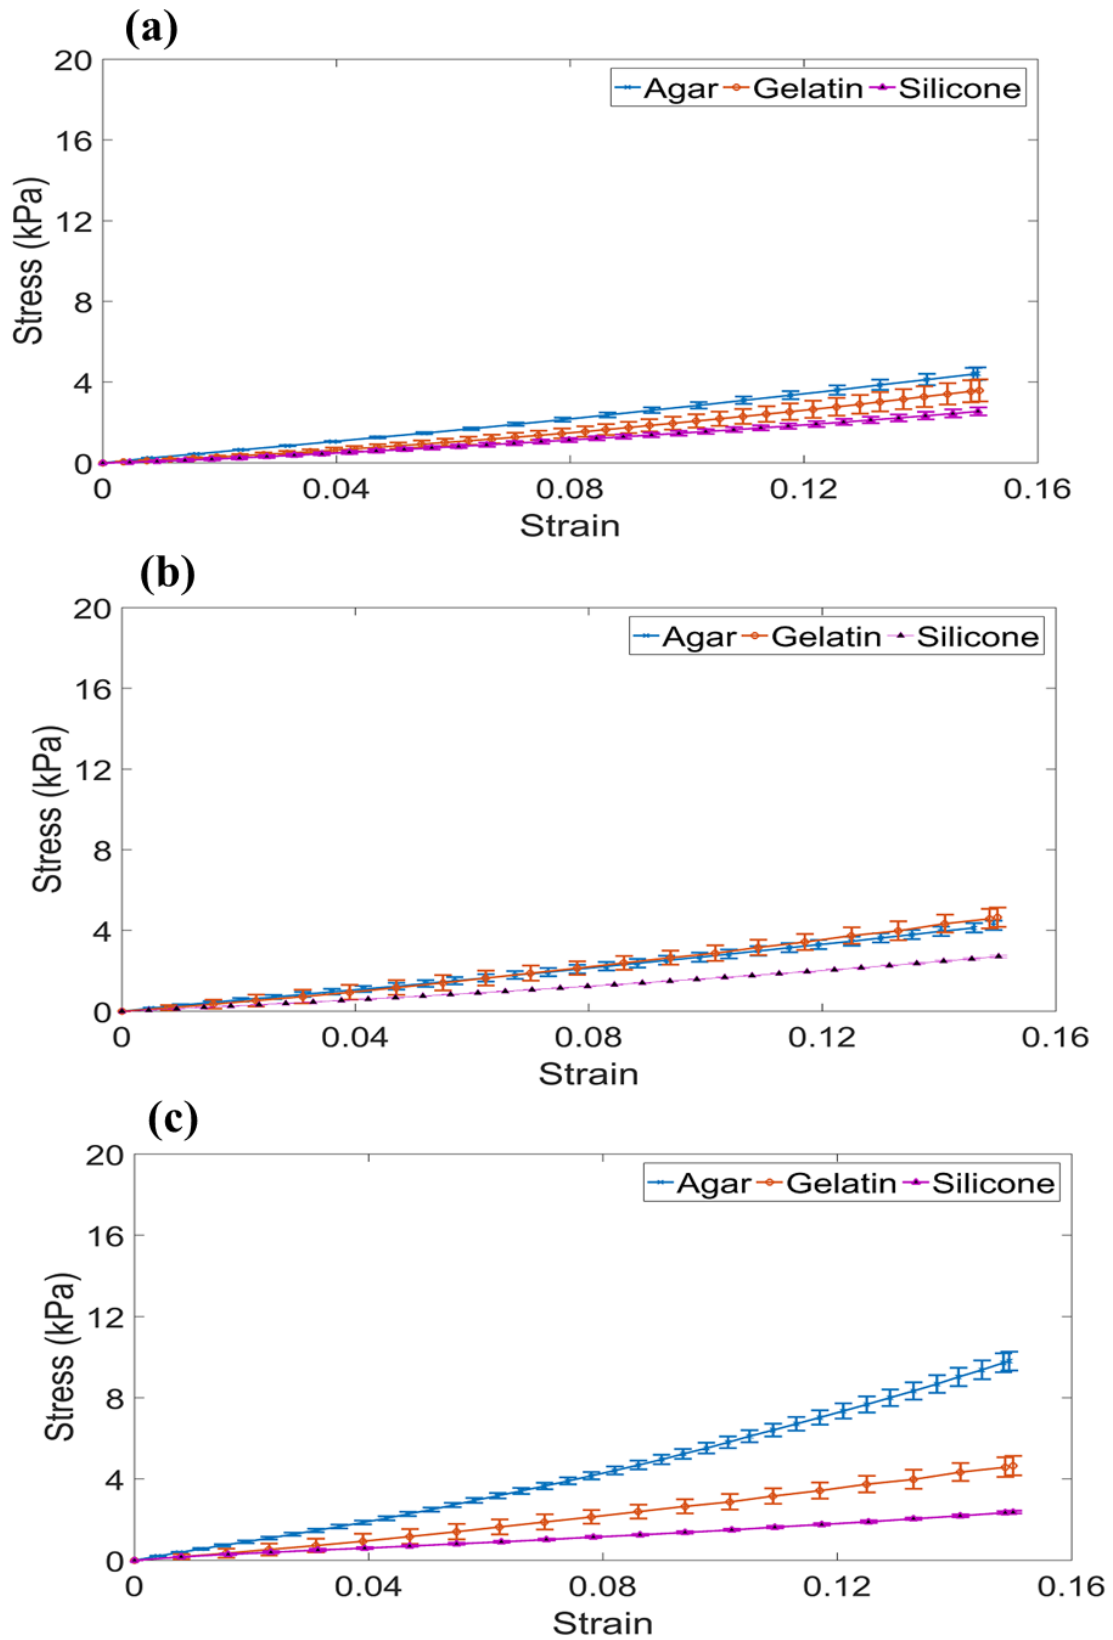 (a)
20
16
12
8
4
0
Stress (kPa)
Agar Gelatin Silicone
0 0.04 0.08 0.12 0.16
Strain
(b)
20
16
12
8
4
0
Stress (kPa)
Agar Gelatin Silicone
0 0.04 0.08 0.12 0.16
Strain
(c)
20
16
12
8
4
0
Stress (kPa)
Agar Gelatin Silicone
0 0.04 0.08 0.12 0.16
Strain